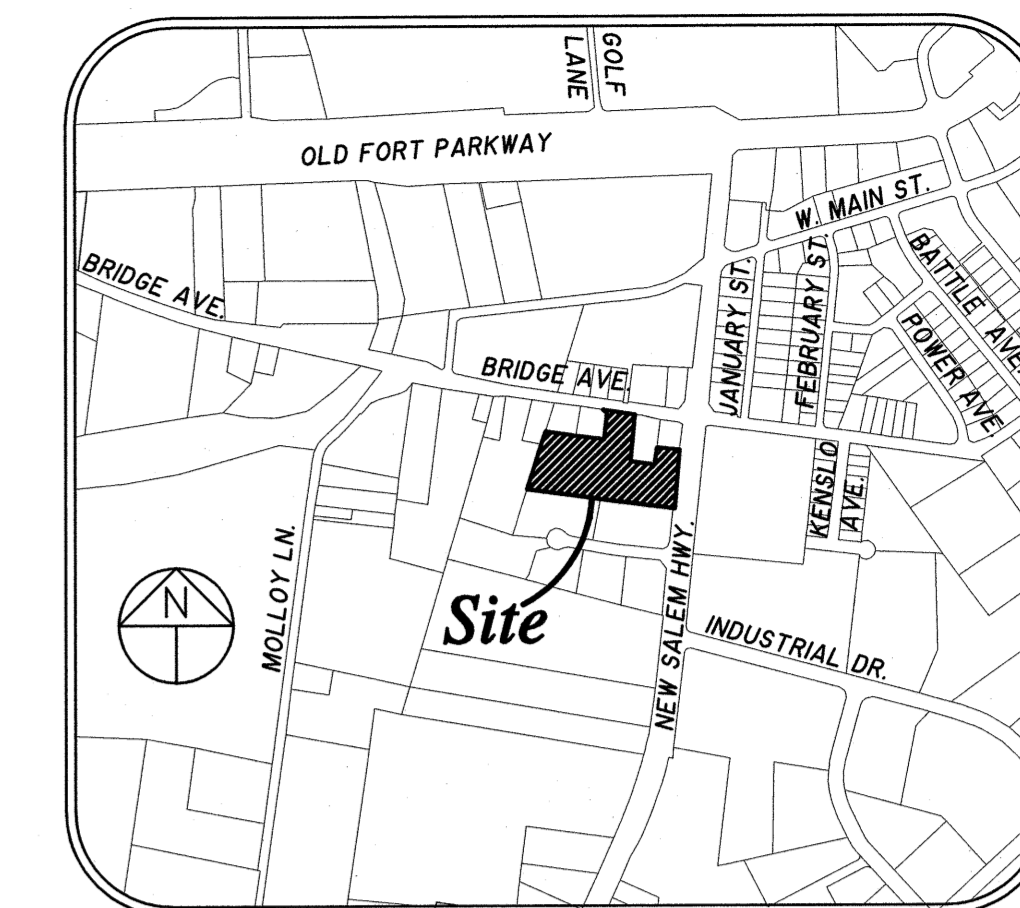 GOLF
LANE
OLD FORT PARKWAY
W. MAIN ST.
BRIDGE AVE.
BATTLE AVE.
JANUARY ST.
FEBRUARY ST.
POWER AVE.
BRIDGE AVE.
KENSLO
AVE.
MOLLOY LN.
N
Site
NEW SALEM HWY.
INDUSTRIAL DR.